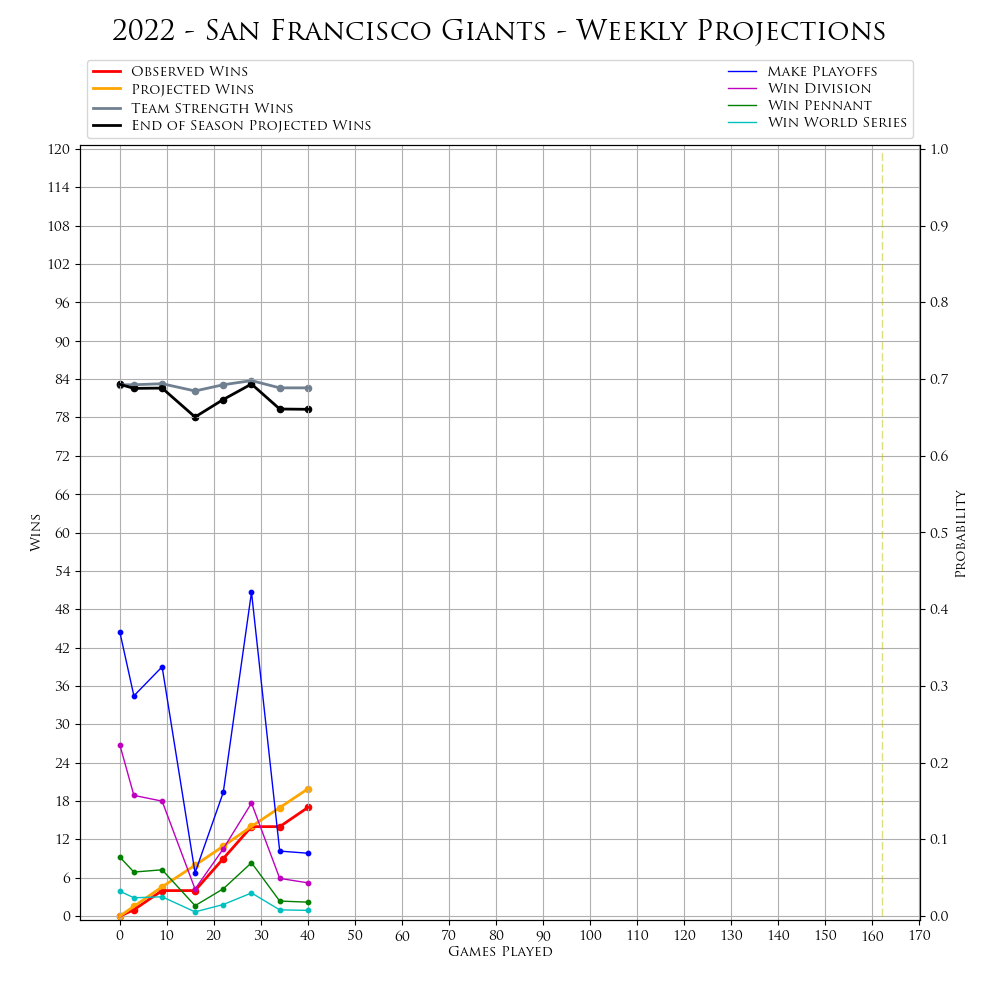 2022 - San Francisco Giants - Weekly Projections
Observed Wins
Projected Wins
Team Strength Wins
End of Season Projected Wins
Make Playoffs
Win Division
Win Pennant
Win World Series
120
114
108
102
96
90
84
78
72
66
60
54
48
42
36
30
24
18
12
6
0
Wins
1.0
0.9
0.8
0.7
0.6
0.5
0.4
0.3
0.2
0.1
0.0
Probability
0 10 20 30 40 50 60 70 80 90 100 110 120 130 140 150 160 170
Games Played